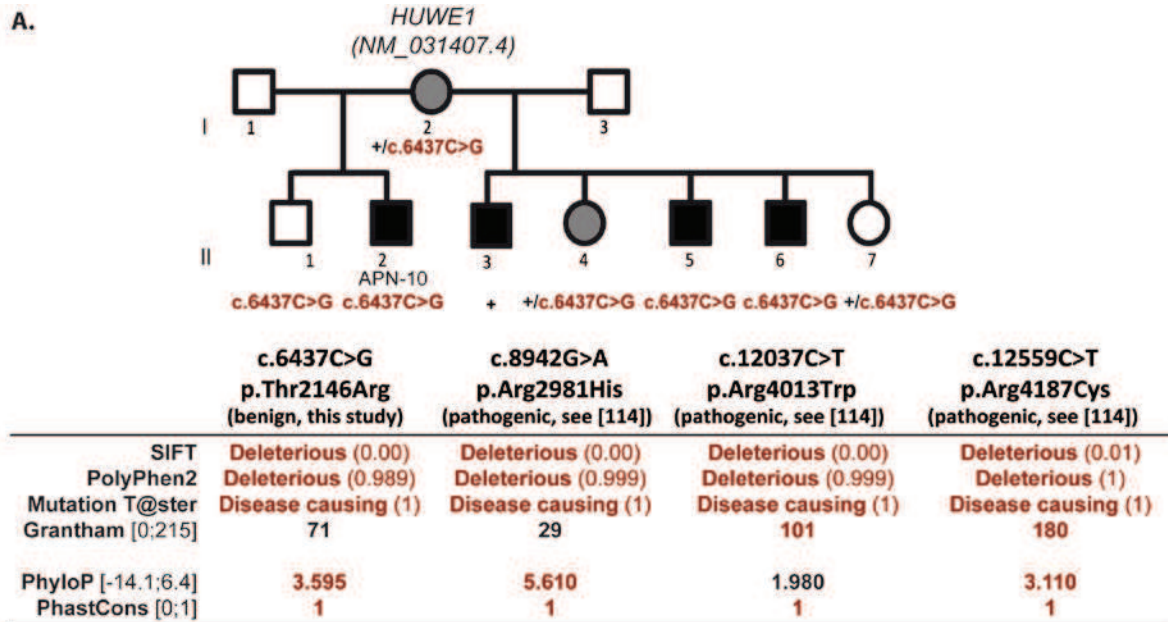 A.
HUWE1
(NM_031407.4)
I
1 2 3
+/c.6437C>G
II
1 2 3 4 5 6 7
APN-10
c.6437C>G c.6437C>G + +/c.6437C>G c.6437C>G c.6437C>G +/c.6437C>G
c.6437C>G c.8942G>A c.12037C>T c.12559C>T
p.Thr2146Arg p.Arg2981His p.Arg4013Trp p.Arg4187Cys
(benign, this study) (pathogenic, see [114]) (pathogenic, see [114]) (pathogenic, see [114])
SIFT Deleterious (0.00) Deleterious (0.00) Deleterious (0.00) Deleterious (0.01)
PolyPhen2 Deleterious (0.989) Deleterious (0.999) Deleterious (0.999) Deleterious (1)
Mutation T@ster Disease causing (1) Disease causing (1) Disease causing (1) Disease causing (1)
Grantham [0;215] 71 29 101 180
PhyloP [-14.1;6.4] 3.595 5.610 1.980 3.110
PhastCons [0;1] 1 1 1 1